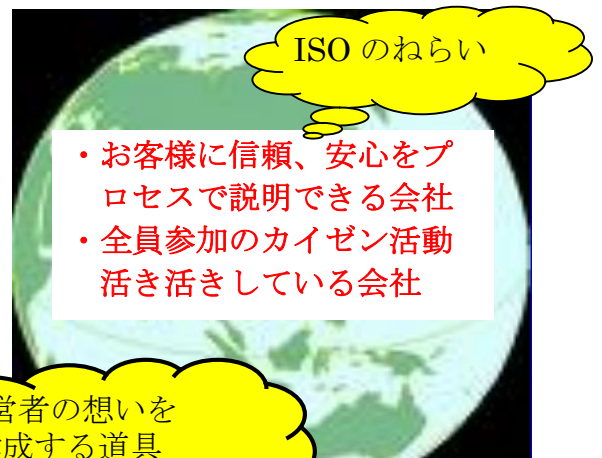 ISO のねらい
・お客様に信頼、安心をプ
ロセスで説明できる会社
・全員参加のカイゼン活動
活き活きしている会社
営者の想いを
成する道具